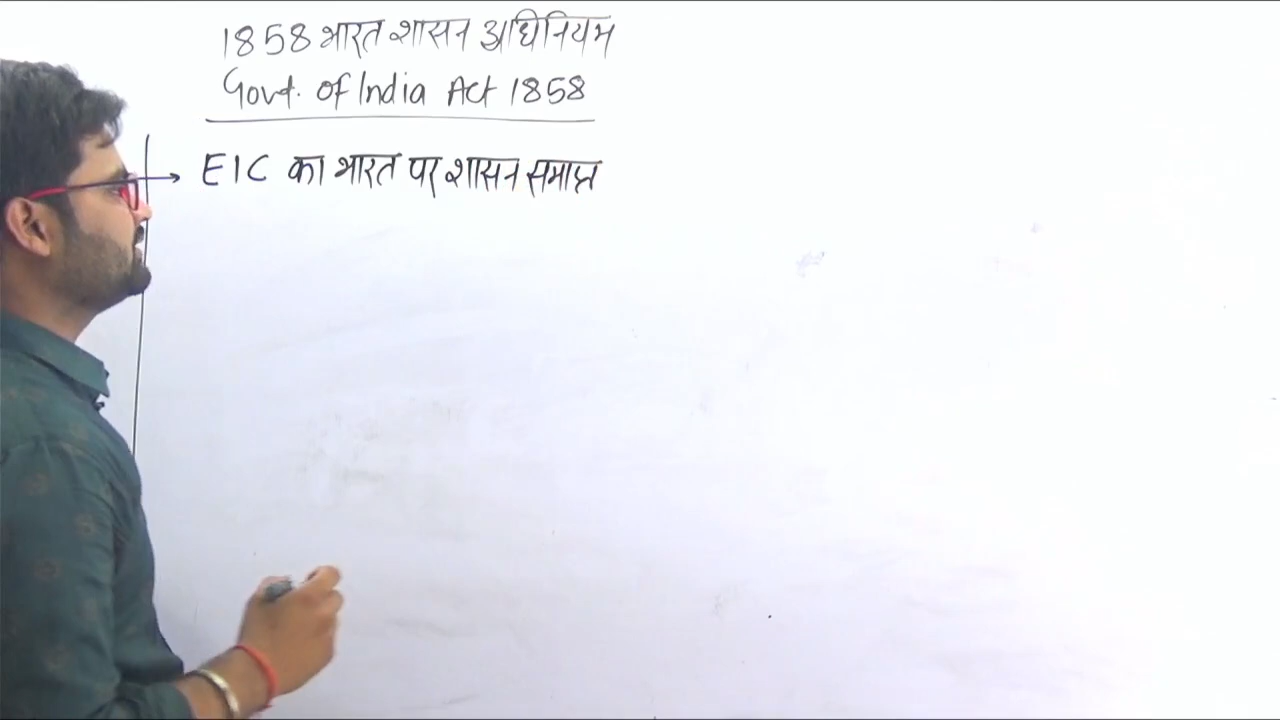 1858 भारत शासन अधिनियम
Govt. of India Act 1858
EIC का भारत पर शासन समाप्त